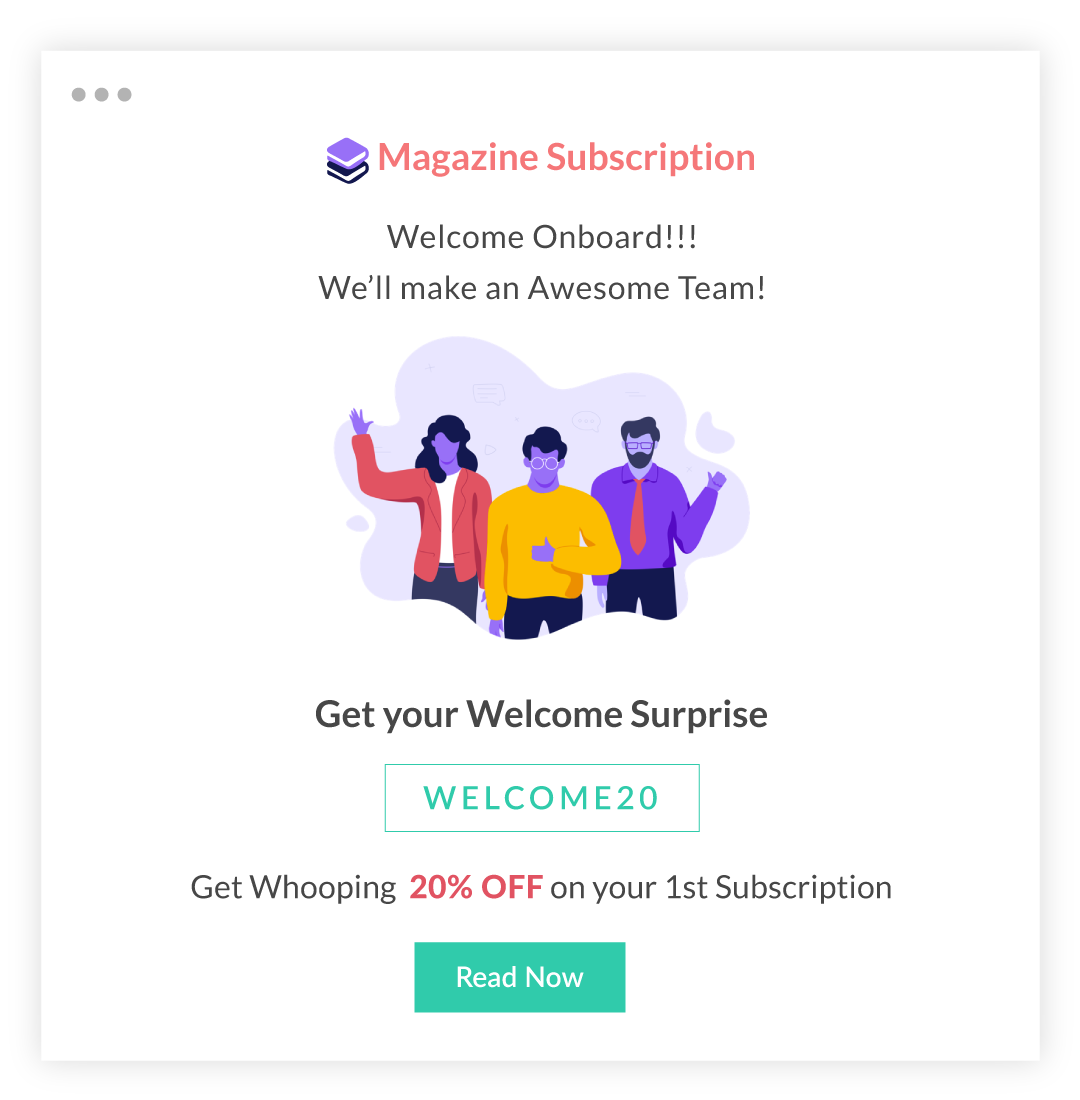 Magazine Subscription
Welcome Onboard!!!
We’ll make an Awesome Team!
Get your Welcome Surprise
WELCOME20
Get Whooping 20% OFF on your 1st Subscription
Read Now